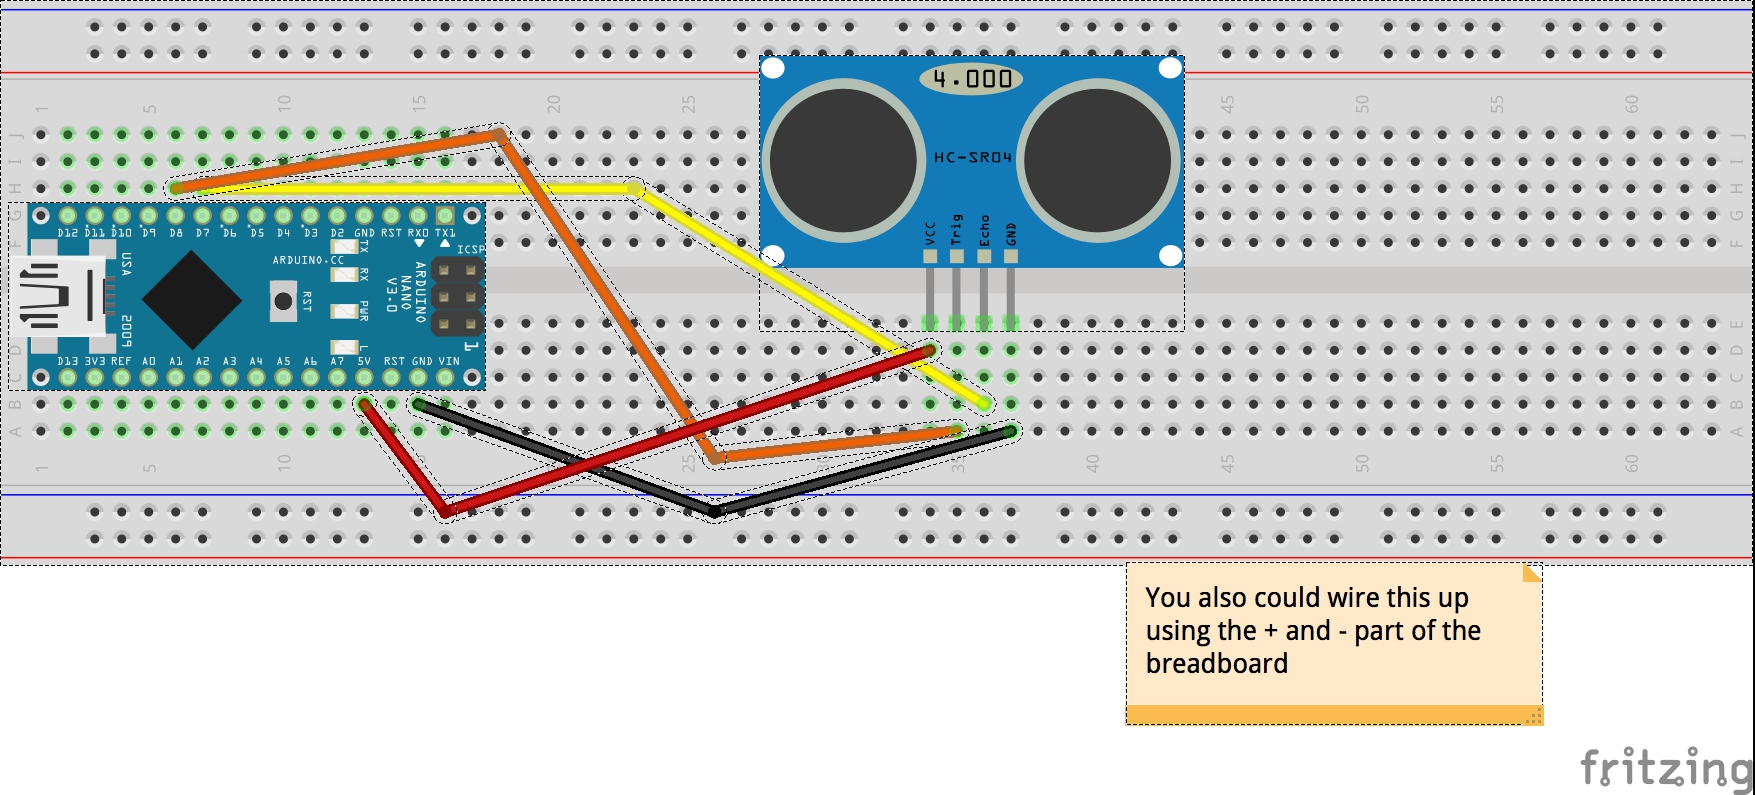 1 5 10 15 20 25 45 50 55 60
J J
I I
H H
G G
F F
4.000
HC-SR04
VCC Trig Echo GND
D12 D11 D10 D9 D8 D7 D6 D5 D4 D3 D2 GND RST RX0 TX1
ICSP
TX
RX
PWR
L
USA
2009
ARDUINO.CC
RST
ARDUINO
NANO
V3.0
1
D13 3V3 REF A0 A1 A2 A3 A4 A5 A6 A7 5V RST GND VIN
E
D D
C C
B B
A A
1 5 10 25 35 40 45 50 55 60
You also could wire this up
using the + and - part of the
breadboard
fritzing